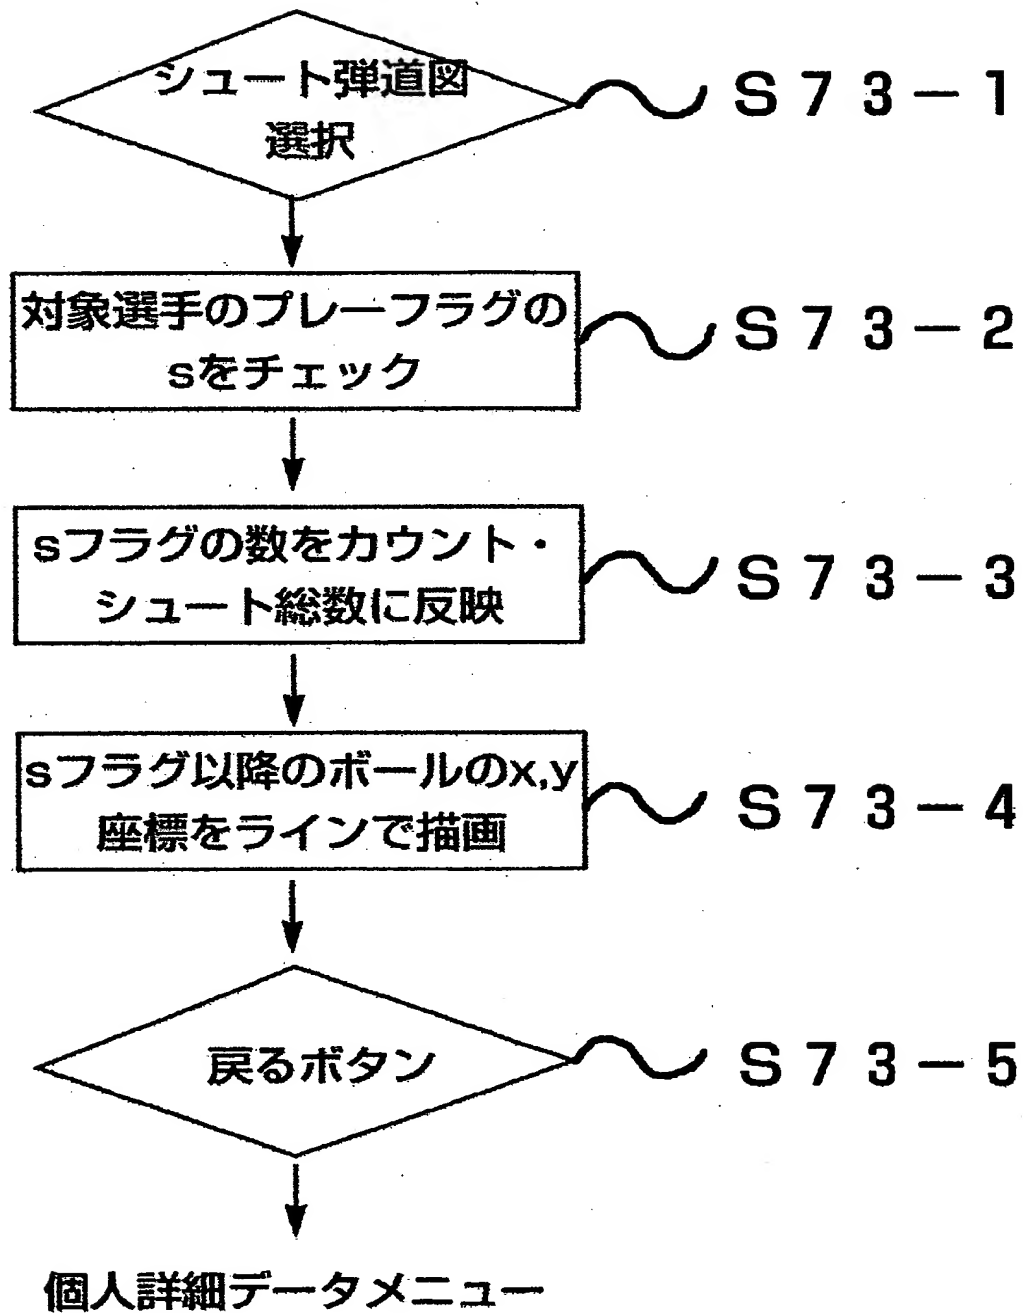 シュート弾道図
選択
S73-1
対象選手のプレーフラグの
sをチェック
S73-2
sフラグの数をカウント・
シュート総数に反映
S73-3
sフラグ以降のボールのx,y
座標をラインで描画
S73-4
戻るボタン
S73-5
個人詳細データメニュー